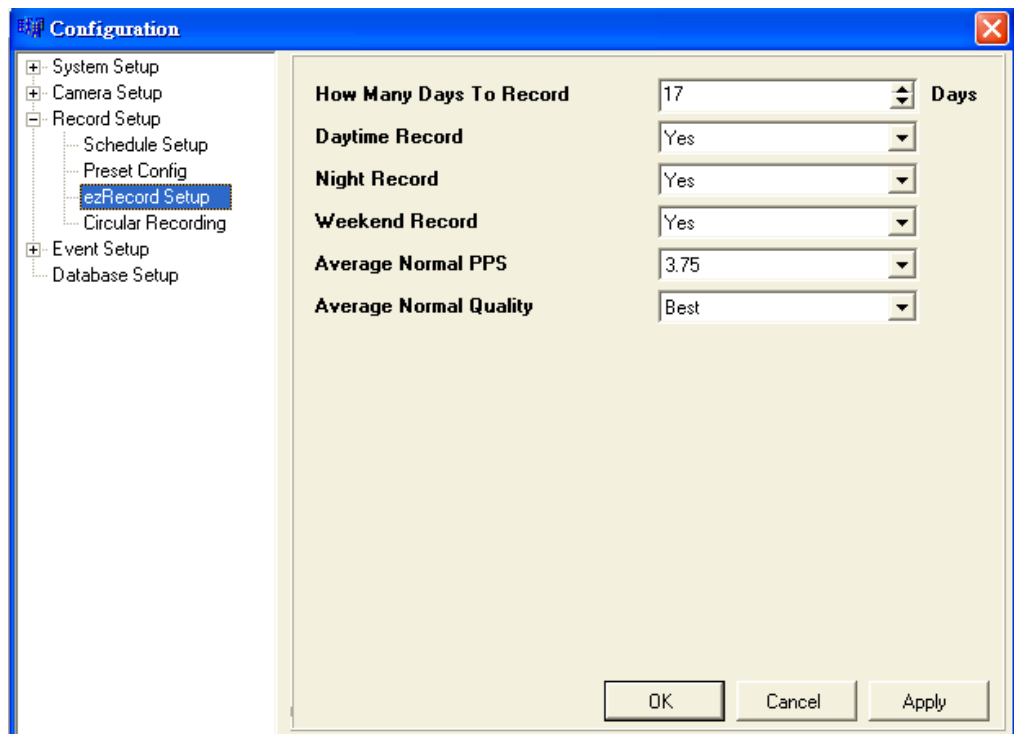 Configuration
System Setup
Camera Setup
Record Setup
Schedule Setup
Preset Config
ezRecord Setup
Circular Recording
Event Setup
Database Setup
How Many Days To Record 17 Days
Daytime Record Yes
Night Record Yes
Weekend Record Yes
Average Normal PPS 3.75
Average Normal Quality Best
OK Cancel Apply